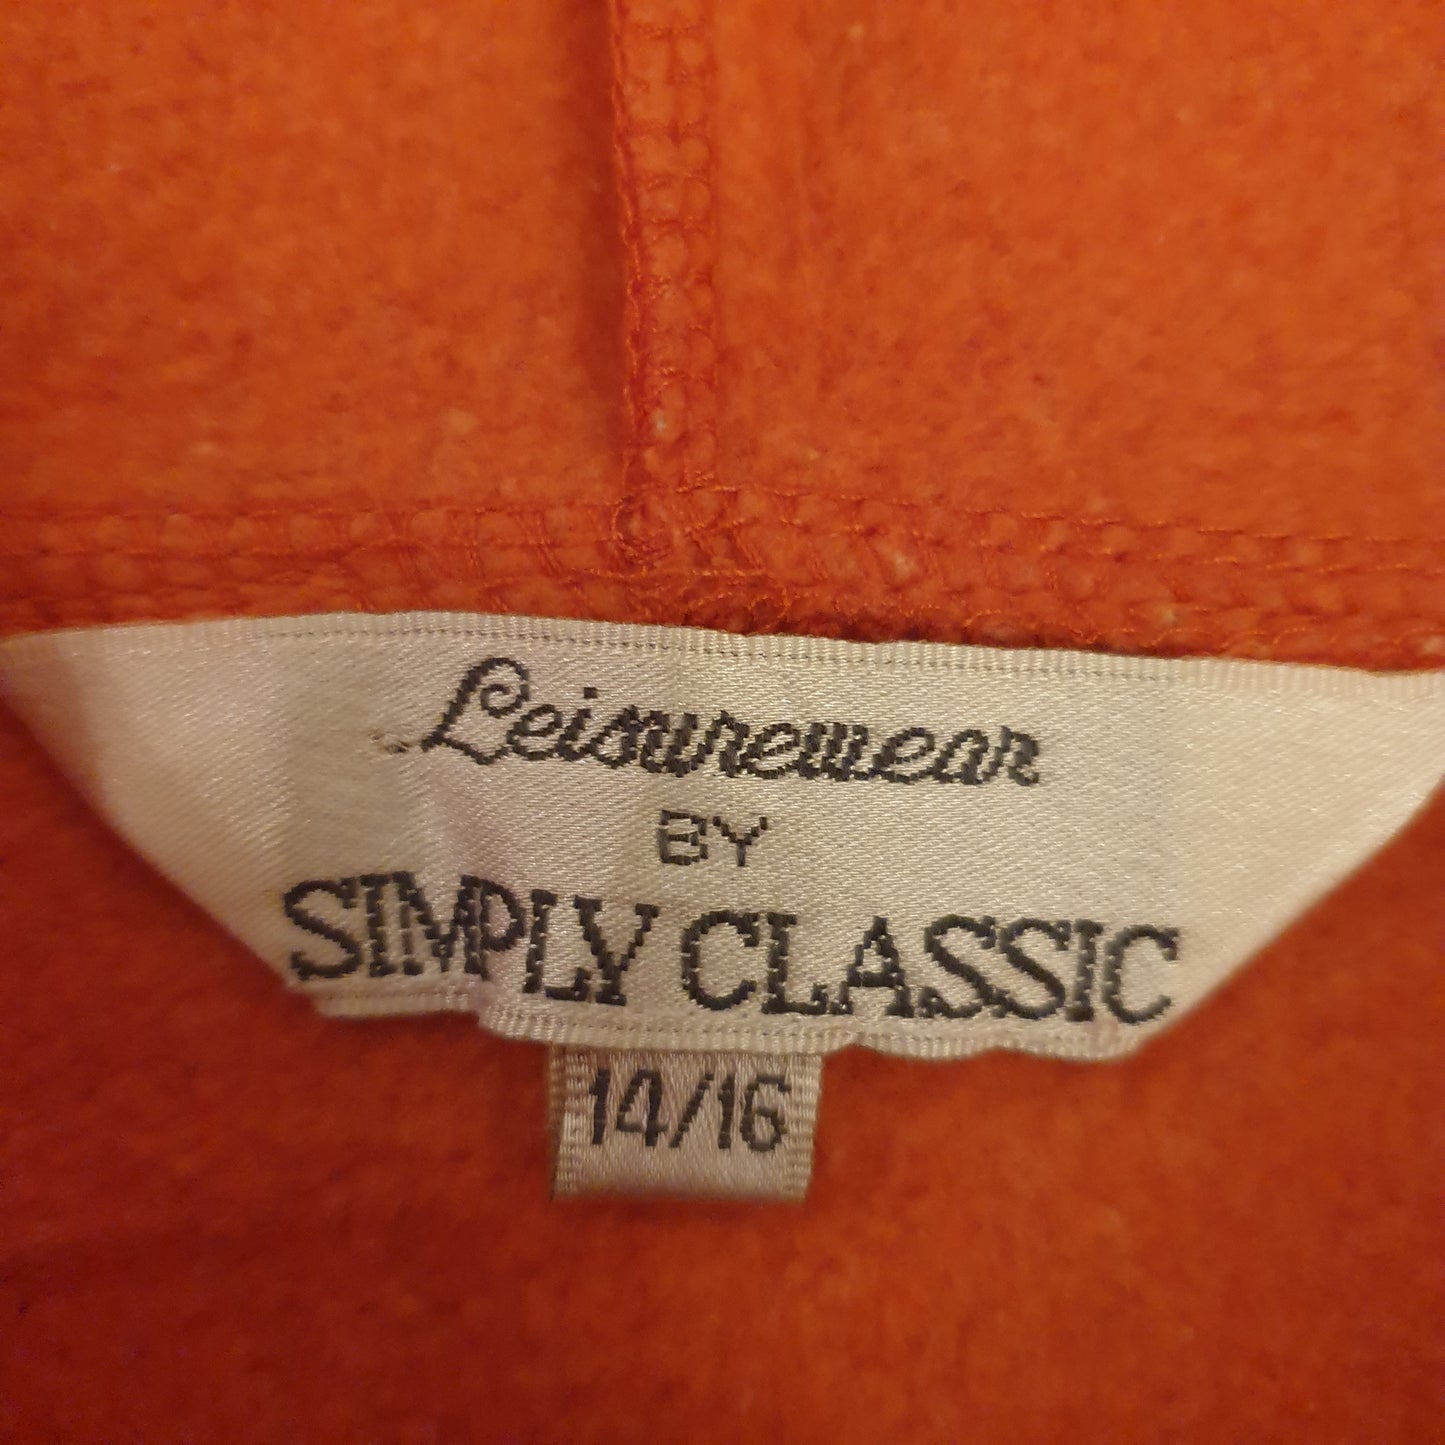 Leisurewear
BY
SIMPLY CLASSIC
14/16